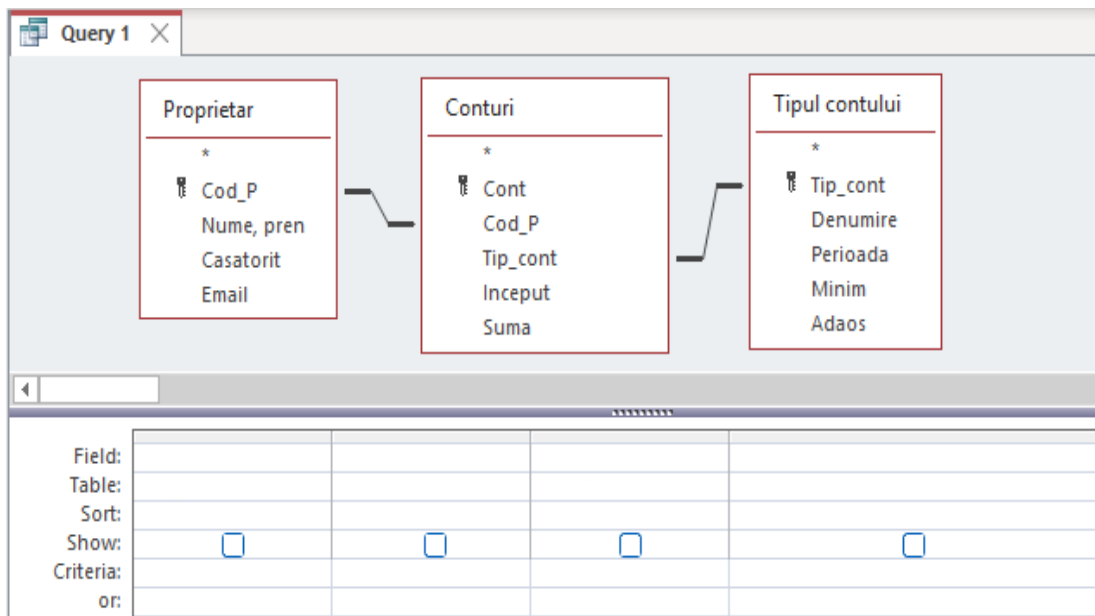 Query 1
Proprietar
*
Cod_P
Nume, pren
Casatorit
Email
Conturi
*
Cont
Cod_P
Tip_cont
Inceput
Suma
Tipul contului
*
Tip_cont
Denumire
Perioada
Minim
Adaos
Field:
Table:
Sort:
Show:
Criteria:
or: